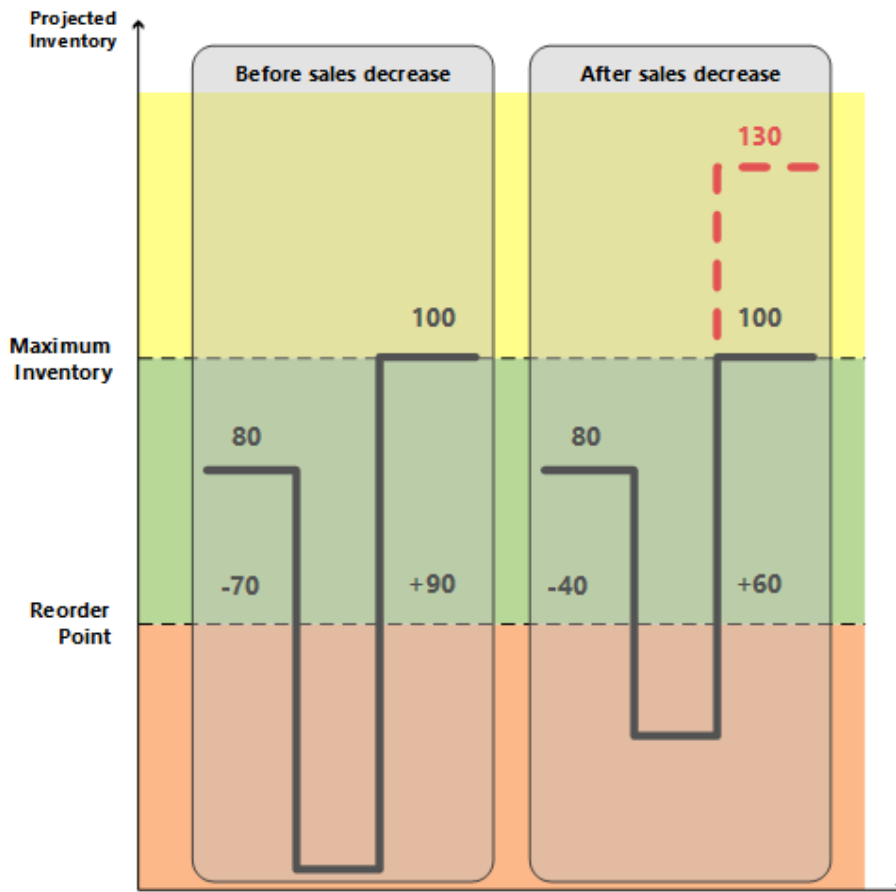 Projected
Inventory
Before sales decrease
After sales decrease
130
100
100
Maximum
Inventory
80
80
-70
+90
-40
+60
Reorder
Point